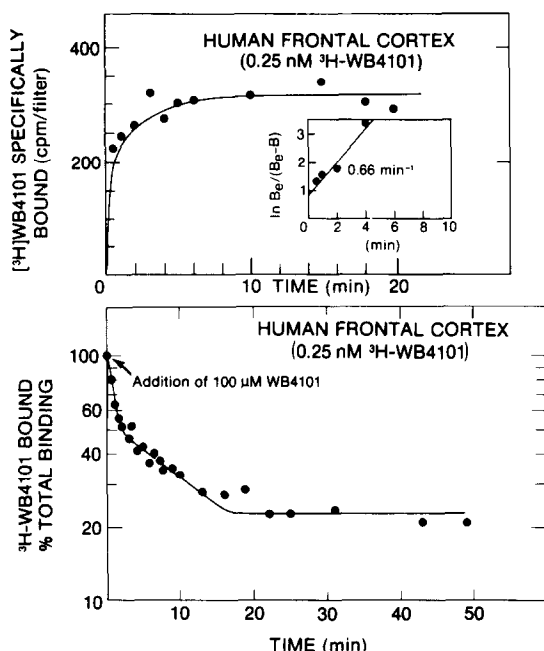 400
200
0
[³H]WB4101 SPECIFICALLY
BOUND (cpm/filter)
HUMAN FRONTAL CORTEX
(0.25 nM ³H-WB4101)
3
2
1
0
ln Bₑ/(Bₑ-B)
0.66 min⁻¹
0 2 4 6 8 10
(min)
0 10 20
TIME (min)
100
80
60
40
20
10
³H-WB4101 BOUND
% TOTAL BINDING
HUMAN FRONTAL CORTEX
(0.25 nM ³H-WB4101)
Addition of 100 µM WB4101
0 10 20 30 40 50
TIME (min)